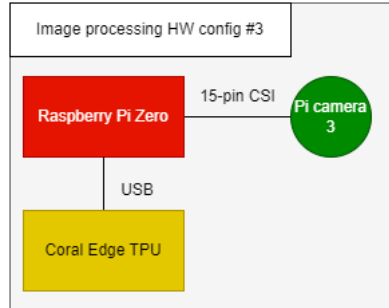 Image processing HW config #3
15-pin CSI
Raspberry Pi Zero
Pi camera
3
USB
Coral Edge TPU